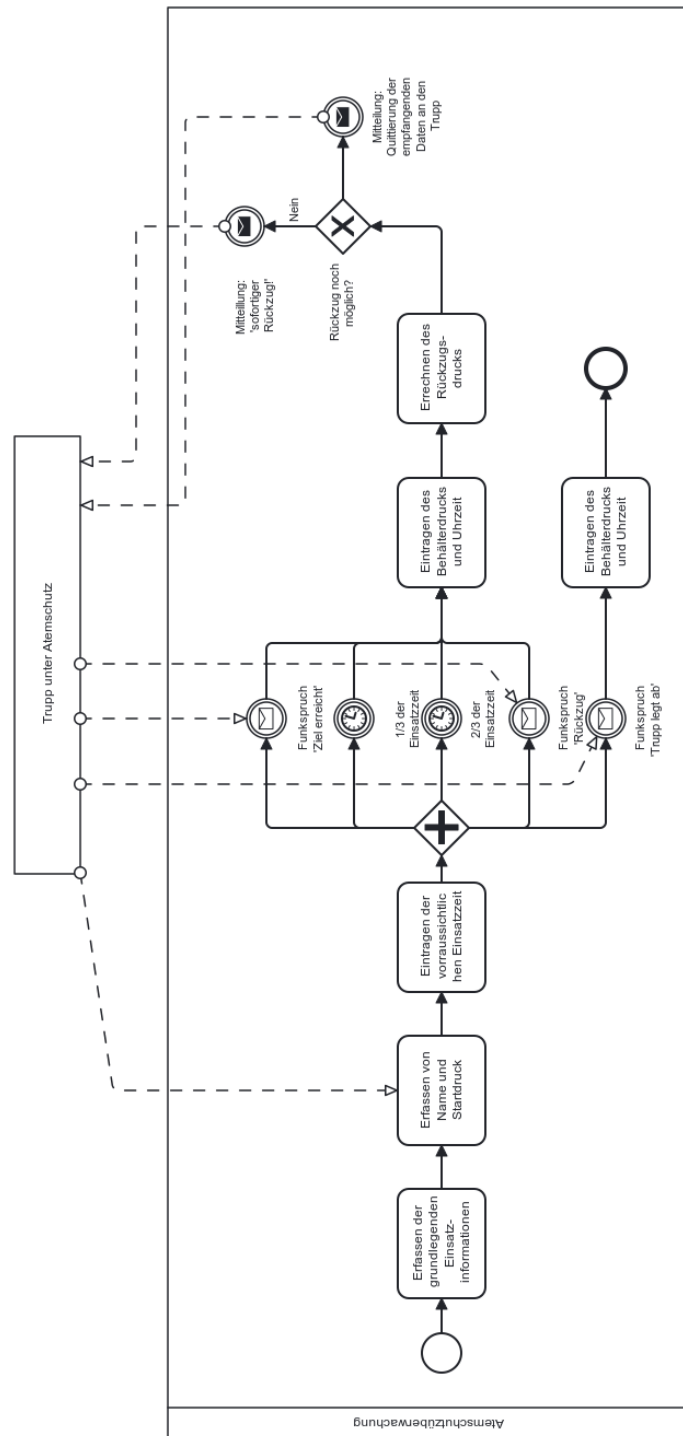 Trupp unter Atemschutz
Atemschutzüberwachung
Erfassen der
grundlegenden
Einsatz-
informationen
Erfassen von
Name und
Startdruck
Eintragen der
vorraussichtlic
hen Einsatzzeit
Funkspruch
'Ziel erreicht'
1/3 der
Einsatzzeit
2/3 der
Einsatzzeit
Funkspruch
'Rückzug'
Funkspruch
'Trupp legt ab'
Eintragen des
Behälterdrucks
und Uhrzeit
Eintragen des
Behälterdrucks
und Uhrzeit
Errechnen des
Rückzugs-
drucks
Rückzug noch
möglich?
Nein
Mitteillung:
'sofortiger
Rückzug!'
Mitteilung:
Quittierung der
empfangenden
Daten an den
Trupp